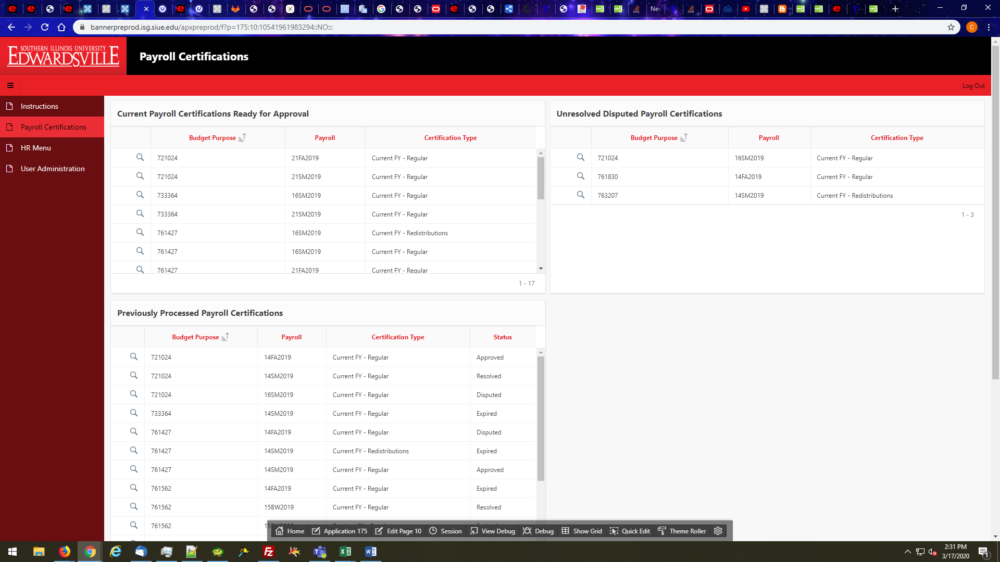 New
bannerpreprod.isg.siue.edu/apxpreprod/f?p=175:10:10541961983294::NO:::
C
SOUTHERN ILLINOIS UNIVERSITY
EDWARDSVILLE
Payroll Certifications
Log Out
Instructions
Payroll Certifications
HR Menu
User Administration
Current Payroll Certifications Ready for Approval
Budget Purpose Payroll Certification Type
721024 21FA2019 Current FY - Regular
721024 21SM2019 Current FY - Regular
733364 16SM2019 Current FY - Regular
733364 21SM2019 Current FY - Regular
761427 16SM2019 Current FY - Redistributions
761427 16SM2019 Current FY - Regular
761427 21FA2019 Current FY - Regular
1 - 17
Unresolved Disputed Payroll Certifications
Budget Purpose Payroll Certification Type
721024 16SM2019 Current FY - Regular
761830 14FA2019 Current FY - Regular
763207 14SM2019 Current FY - Redistributions
1 - 3
Previously Processed Payroll Certifications
Budget Purpose Payroll Certification Type Status
721024 14FA2019 Current FY - Regular Approved
721024 14SM2019 Current FY - Regular Resolved
721024 16SM2019 Current FY - Regular Disputed
733364 14SM2019 Current FY - Regular Expired
761427 14FA2019 Current FY - Regular Disputed
761427 14SM2019 Current FY - Redistributions Expired
761427 14SM2019 Current FY - Regular Approved
761562 14FA2019 Current FY - Regular Expired
761562 15BW2019 Current FY - Regular Resolved
761562
Home Application 175 Edit Page 10 Session View Debug Debug Show Grid Quick Edit Theme Roller
2:31 PM
3/17/2020
1